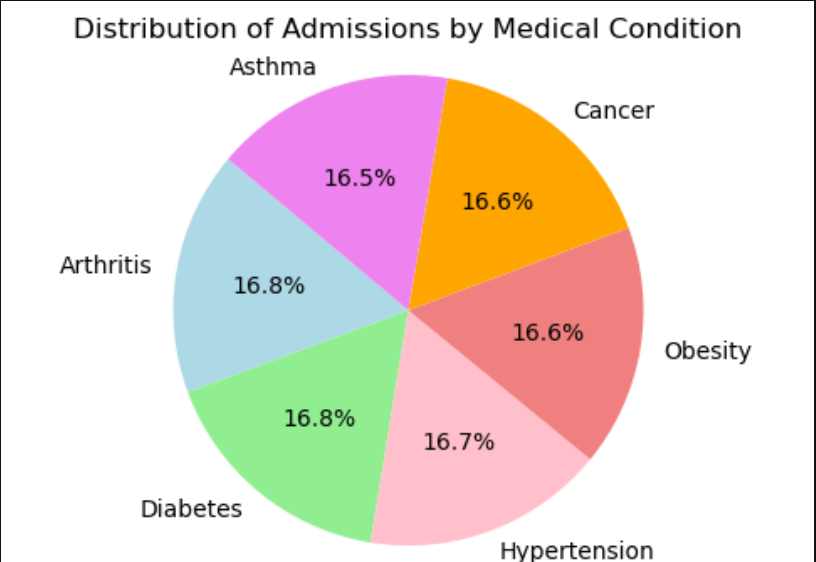 Distribution of Admissions by Medical Condition
Asthma
Cancer
16.5%
16.6%
Arthritis
16.8%
16.6%
Obesity
16.8%
16.7%
Diabetes
Hypertension